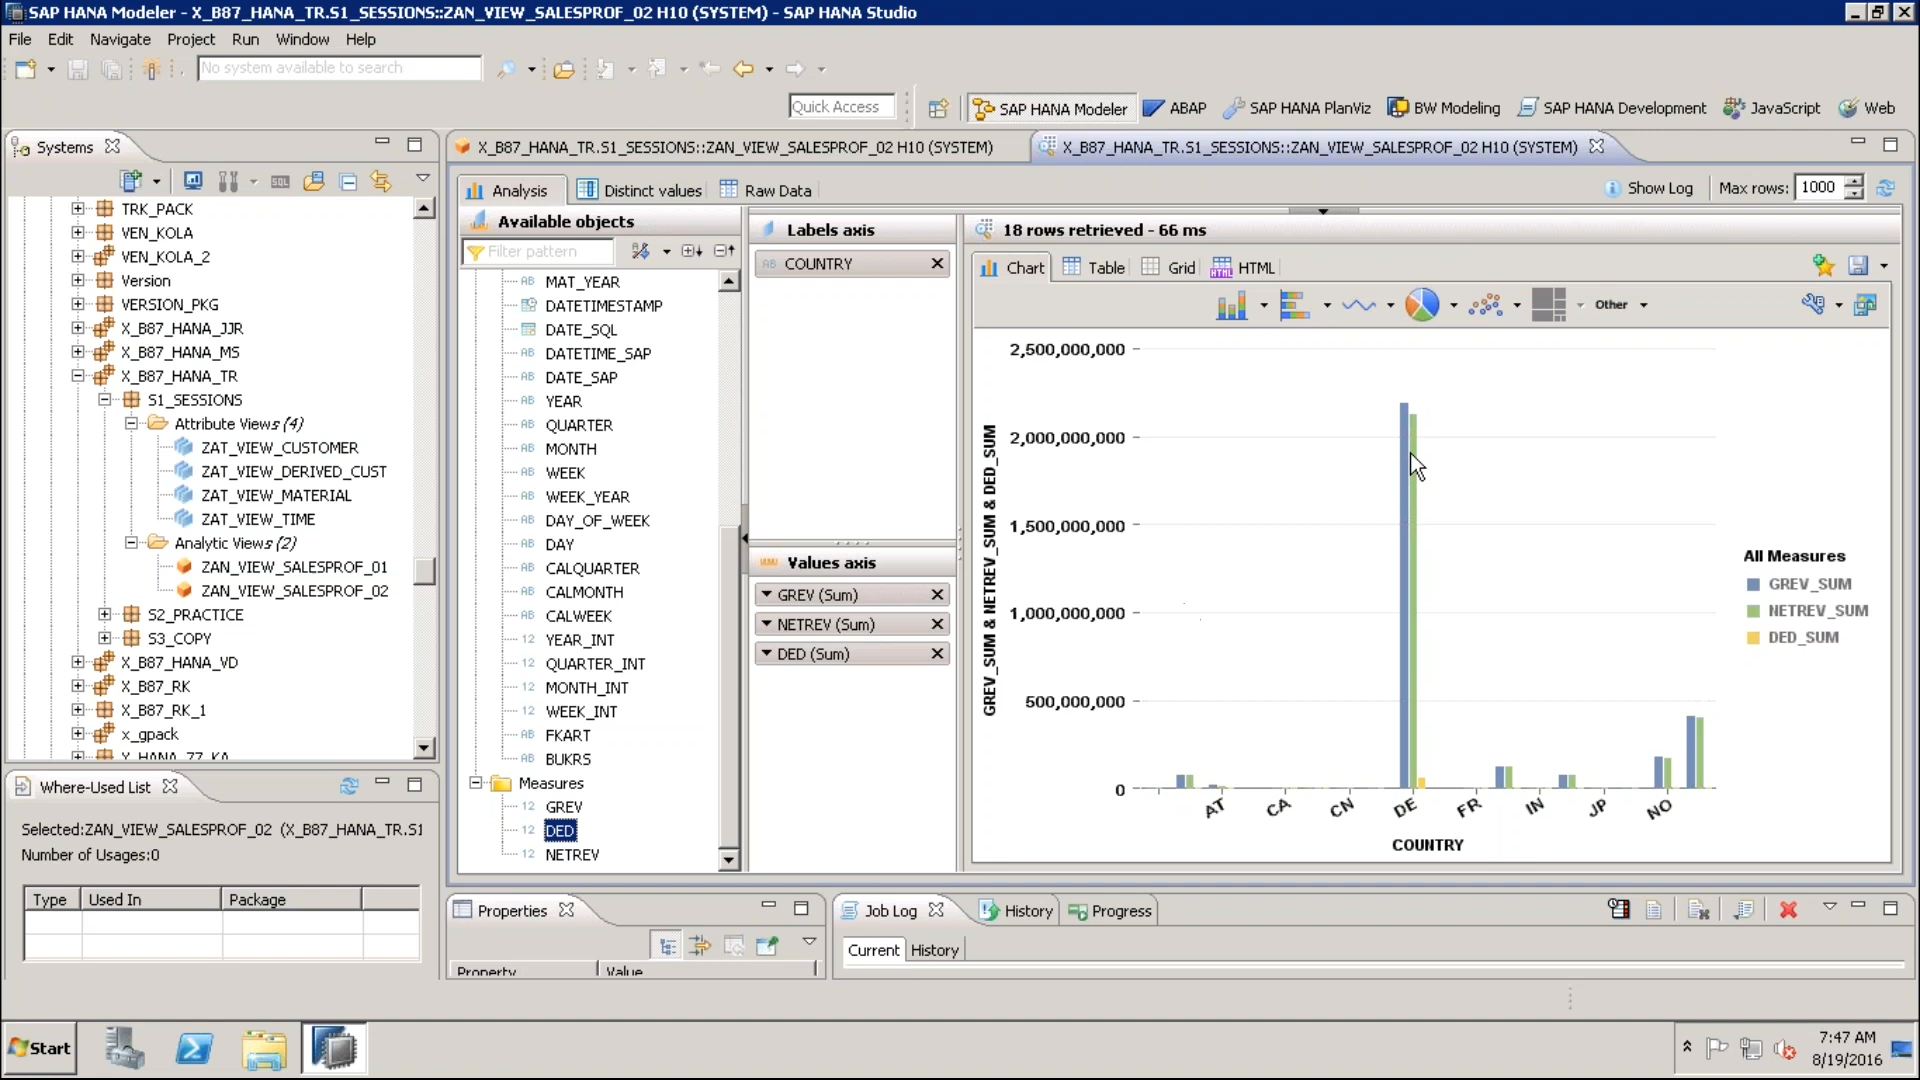 SAP HANA Modeler - X_B87_HANA_TR.S1_SESSIONS::ZAN_VIEW_SALESPROF_02 H10 (SYSTEM) - SAP HANA Studio
File Edit Navigate Project Run Window Help
No system available to search
Quick Access SAP HANA Modeler ABAP SAP HANA PlanViz BW Modeling SAP HANA Development JavaScript Web
Systems
TRK_PACK
VEN_KOLA
VEN_KOLA_2
Version
VERSION_PKG
X_B87_HANA_JJR
X_B87_HANA_MS
X_B87_HANA_TR
S1_SESSIONS
Attribute Views (4)
ZAT_VIEW_CUSTOMER
ZAT_VIEW_DERIVED_CUST
ZAT_VIEW_MATERIAL
ZAT_VIEW_TIME
Analytic Views (2)
ZAN_VIEW_SALESPROF_01
ZAN_VIEW_SALESPROF_02
S2_PRACTICE
S3_COPY
X_B87_HANA_VD
X_B87_RK
X_B87_RK_1
x_gpack
Where-Used List
Selected:ZAN_VIEW_SALESPROF_02 (X_B87_HANA_TR.S1
Number of Usages:0
Type Used In Package
X_B87_HANA_TR.S1_SESSIONS::ZAN_VIEW_SALESPROF_02 H10 (SYSTEM)
X_B87_HANA_TR.S1_SESSIONS::ZAN_VIEW_SALESPROF_02 H10 (SYSTEM)
Analysis Distinct values Raw Data
Show Log Max rows: 1000
Available objects
Filter pattern
MAT_YEAR
DATETIMESTAMP
DATE_SQL
DATETIME_SAP
DATE_SAP
YEAR
QUARTER
MONTH
WEEK
WEEK_YEAR
DAY_OF_WEEK
DAY
CALQUARTER
CALMONTH
CALWEEK
YEAR_INT
QUARTER_INT
MONTH_INT
WEEK_INT
FKART
BUKRS
Measures
GREV
DED
NETREV
Labels axis
COUNTRY
Values axis
GREV (Sum)
NETREV (Sum)
DED (Sum)
18 rows retrieved - 66 ms
Chart Table Grid HTML
Other
GREV_SUM & NETREV_SUM & DED_SUM
2,500,000,000
2,000,000,000
1,500,000,000
1,000,000,000
500,000,000
0
AT CA CN DE FR IN JP NO
COUNTRY
All Measures
GREV_SUM
NETREV_SUM
DED_SUM
Properties
Property Value
Job Log History Progress
Current History
Start
7:47 AM
8/19/2016